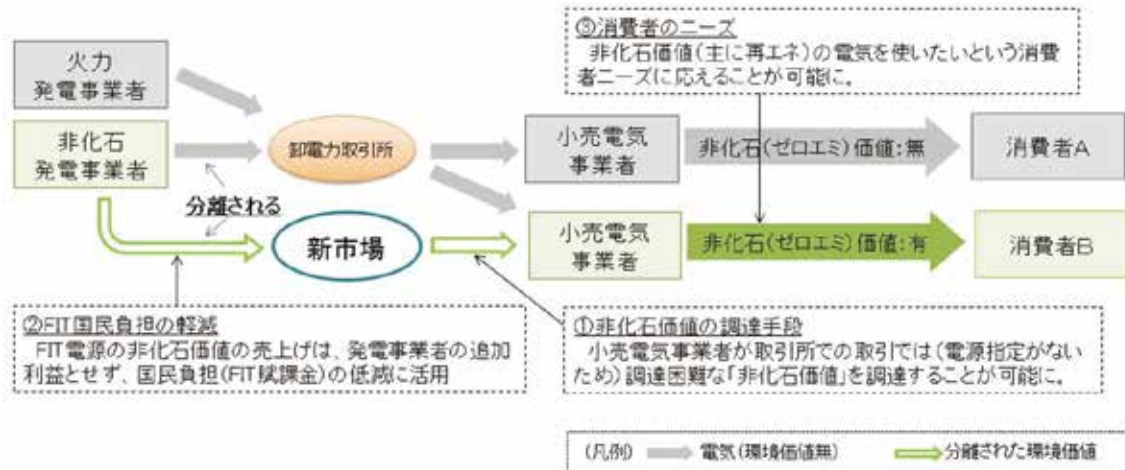 ③消費者のニーズ
非化石価値(主に再エネ)の電気を使いたいという消費
者ニーズに応えることが可能に。
火力
発電事業者
非化石
発電事業者
卸電力取引所
小売電気
事業者
非化石(ゼロエミ)価値:無
消費者A
分離される
新市場
小売電気
事業者
非化石(ゼロエミ)価値:有
消費者B
②FIT国民負担の軽減
FIT電源の非化石価値の売上げは、発電事業者の追加
利益とせず、国民負担(FIT賦課金)の低減に活用
①非化石価値の調達手段
小売電気事業者が取引所での取引では(電源指定がない
ため)調達困難な「非化石価値」を調達することが可能に。
(凡例) 電気(環境価値無) 分離された環境価値